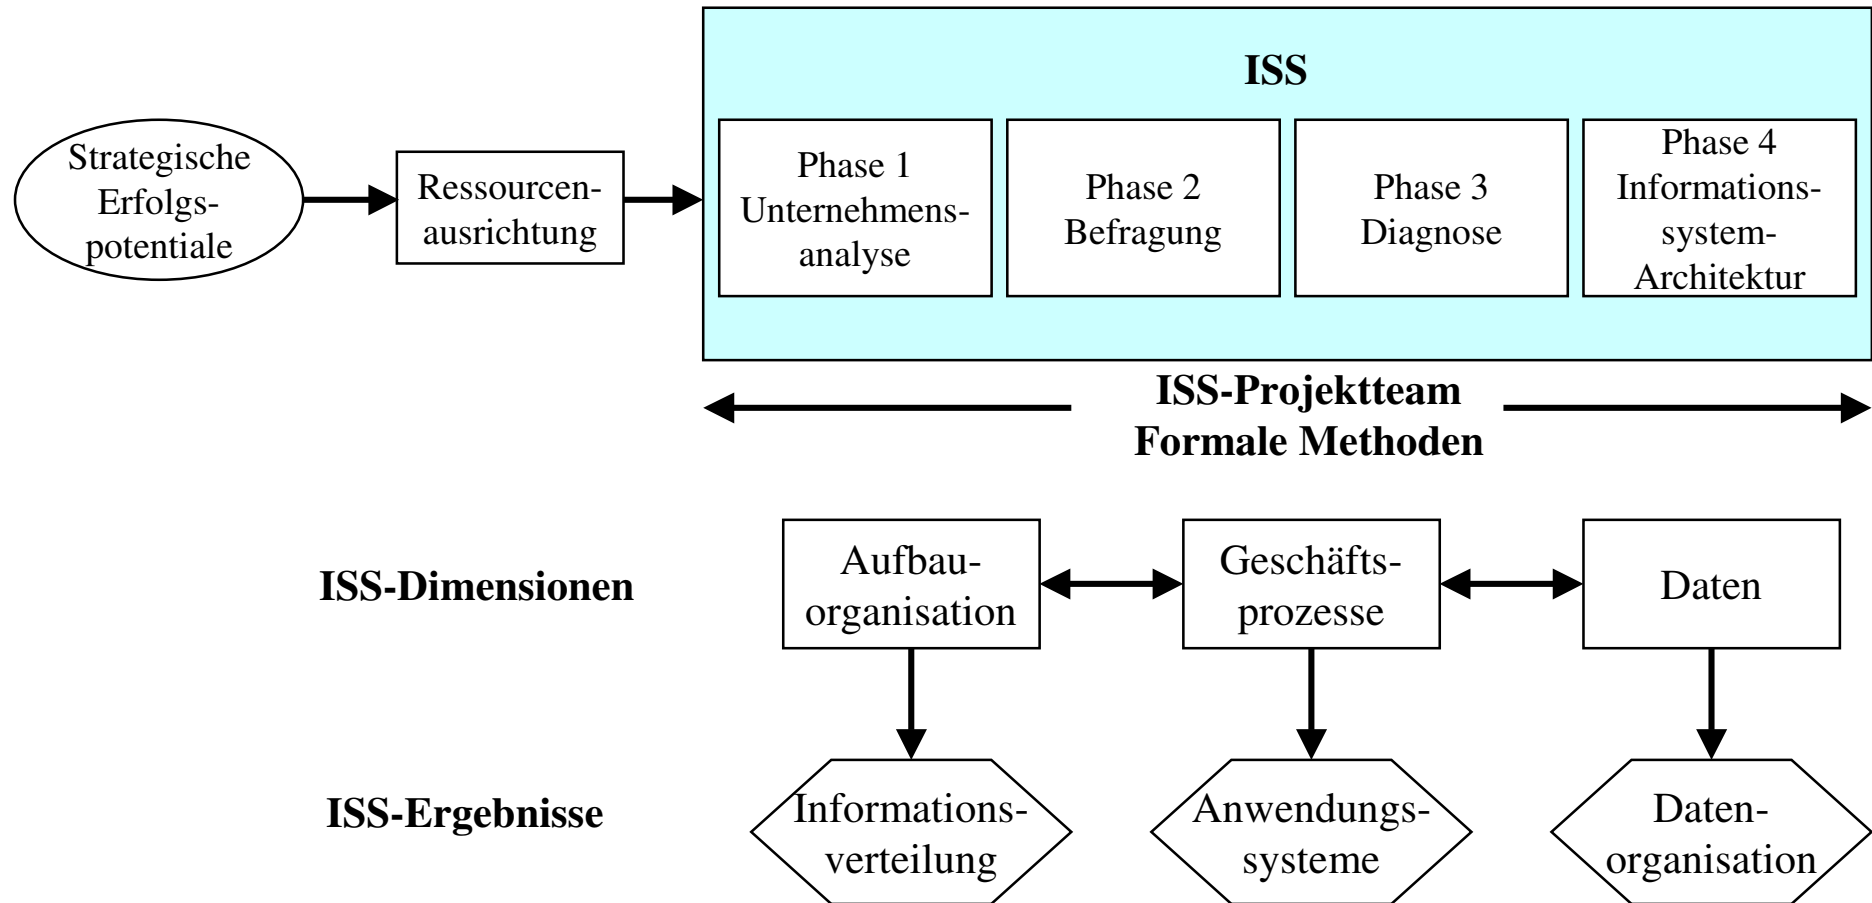 ISS
Strategische
Erfolgs-
potentiale
Ressourcen-
ausrichtung
Phase 1
Unternehmens-
analyse
Phase 2
Befragung
Phase 3
Diagnose
Phase 4
Informations-
system-
Architektur
ISS-Projektteam
Formale Methoden
ISS-Dimensionen
Aufbau-
organisation
Geschäfts-
prozesse
Daten
ISS-Ergebnisse
Informations-
verteilung
Anwendungs-
systeme
Daten-
organisation